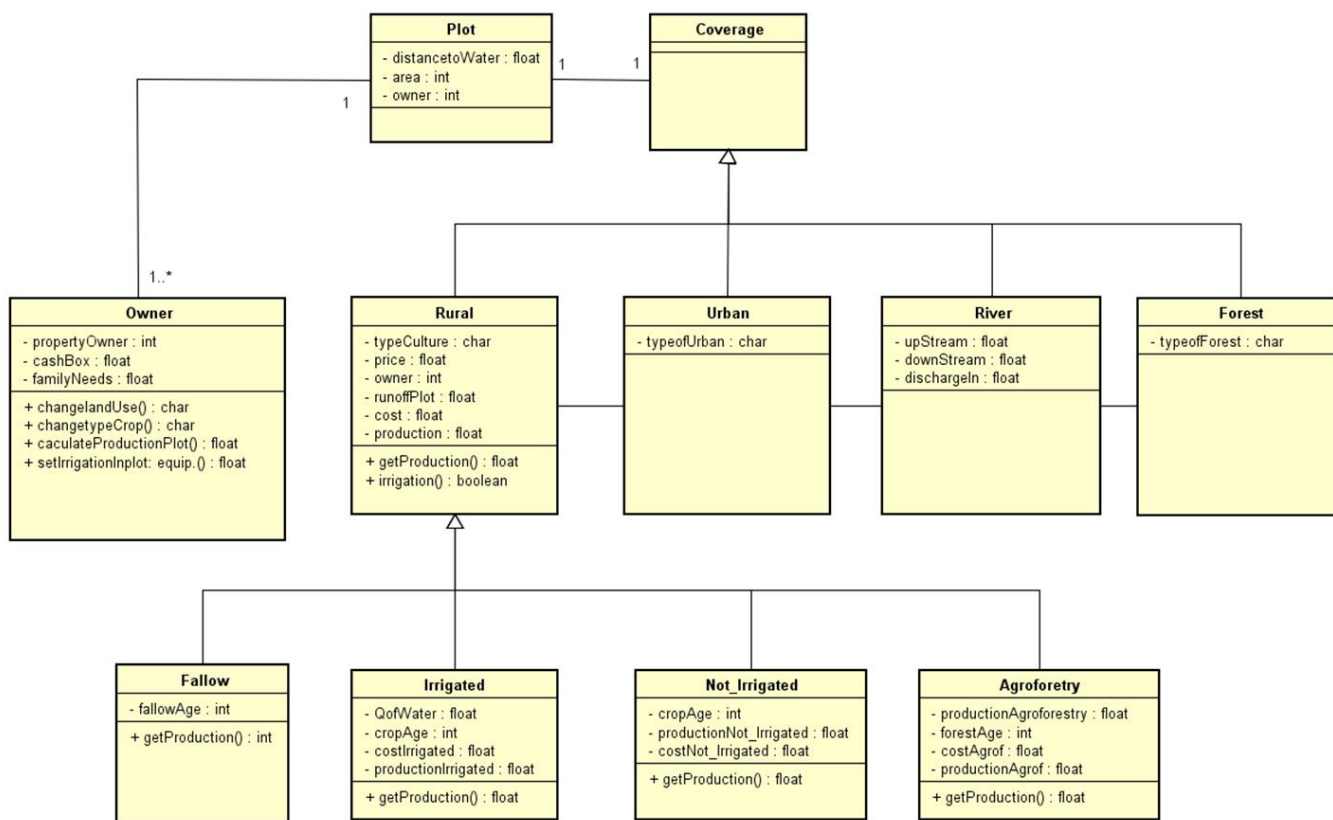 Plot
- distancetoWater : float
- area : int
- owner : int
Coverage
1
1
1
1..*
Owner
- propertyOwner : int
- cashBox : float
- familyNeeds : float
+ changelandUse() : char
+ changetypeCrop() : char
+ caculateProductionPlot() : float
+ setIrrigationInplot: equip.() : float
Rural
- typeCulture : char
- price : float
- owner : int
- runoffPlot : float
- cost : float
- production : float
+ getProduction() : float
+ irrigation() : boolean
Urban
- typeofUrban : char
River
- upStream : float
- downStream : float
- dischargeIn : float
Forest
- typeofForest : char
Fallow
- fallowAge : int
+ getProduction() : int
Irrigated
- QofWater : float
- cropAge : int
- costIrrigated : float
- productionIrrigated : float
+ getProduction() : float
Not_Irrigated
- cropAge : int
- productionNot_Irrigated : float
- costNot_Irrigated : float
+ getProduction() : float
Agroforetry
- productionAgroforestry : float
- forestAge : int
- costAgrof : float
- productionAgrof : float
+ getProduction() : float